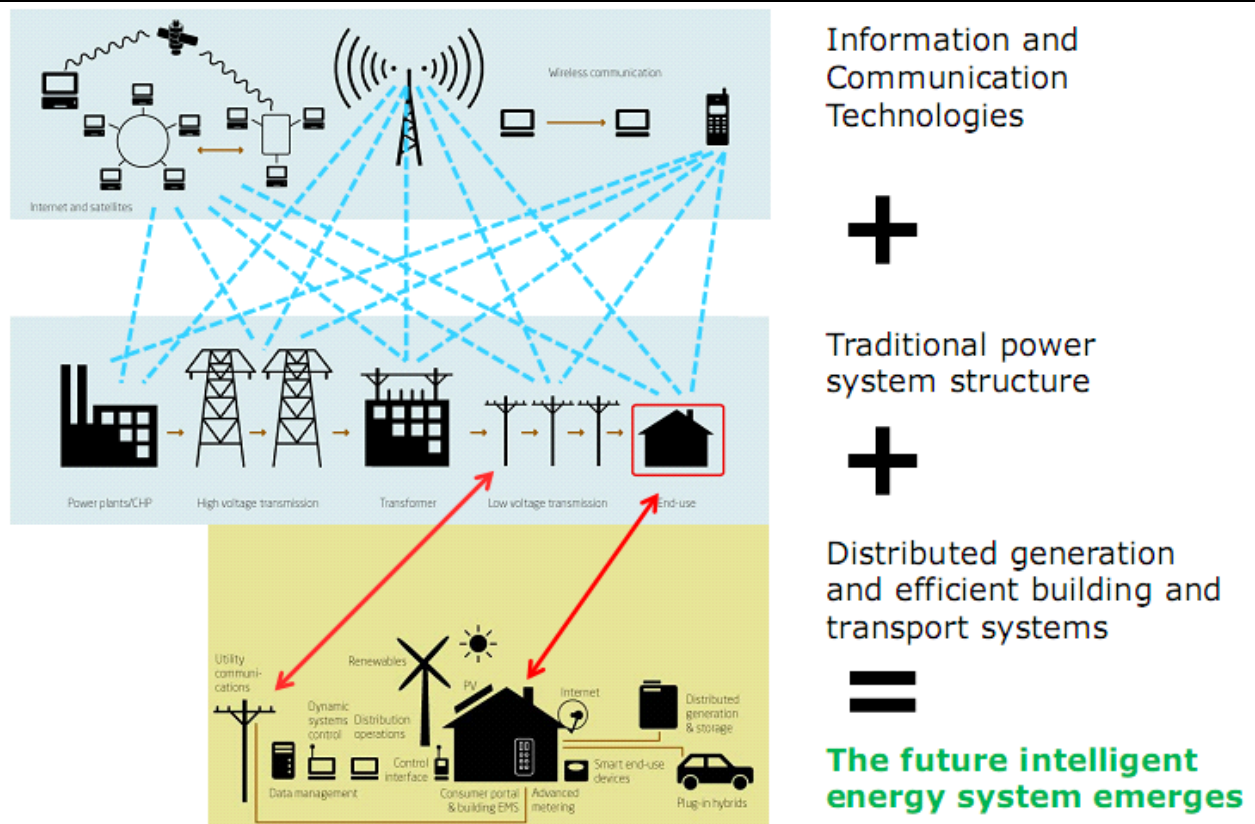 Wireless communication
Internet and satellites
Information and
Communication
Technologies
+
Power plants/CHP
High voltage transmission
Transformer
Low voltage transmission
End-use
Traditional power
system structure
+
Utility
communi-
cations
Dynamic
systems
control
Distribution
operations
Data management
Renewables
PV
Control
interface
Internet
Consumer portal
& building EMS
Advanced
metering
Smart end-use
devices
Distributed
generation
& storage
Plug-in hybrids
Distributed generation
and efficient building and
transport systems
=
The future intelligent
energy system emerges